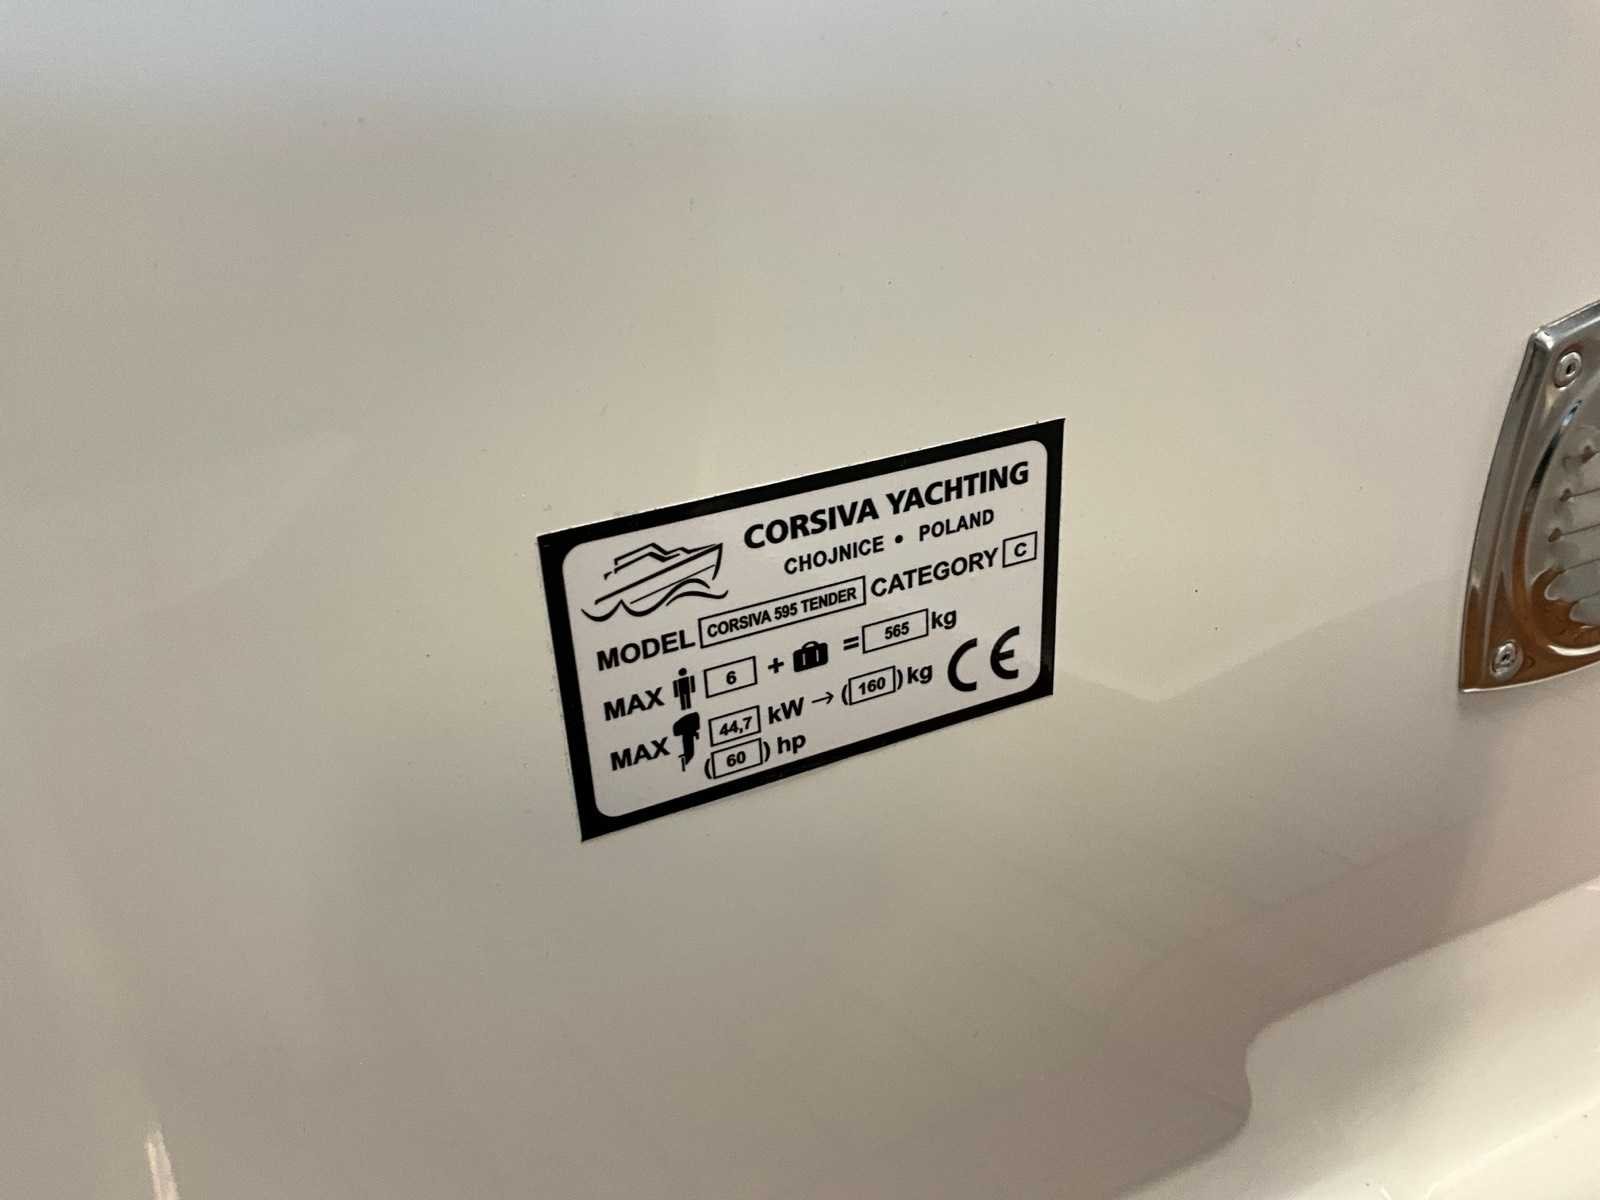 CORSIVA YACHTING
CHOJNICE • POLAND
MODEL CORSIVA 595 TENDER CATEGORY C
MAX 6 + = 565 kg
MAX 44,7 kW → (160) kg
(60) hp
CE